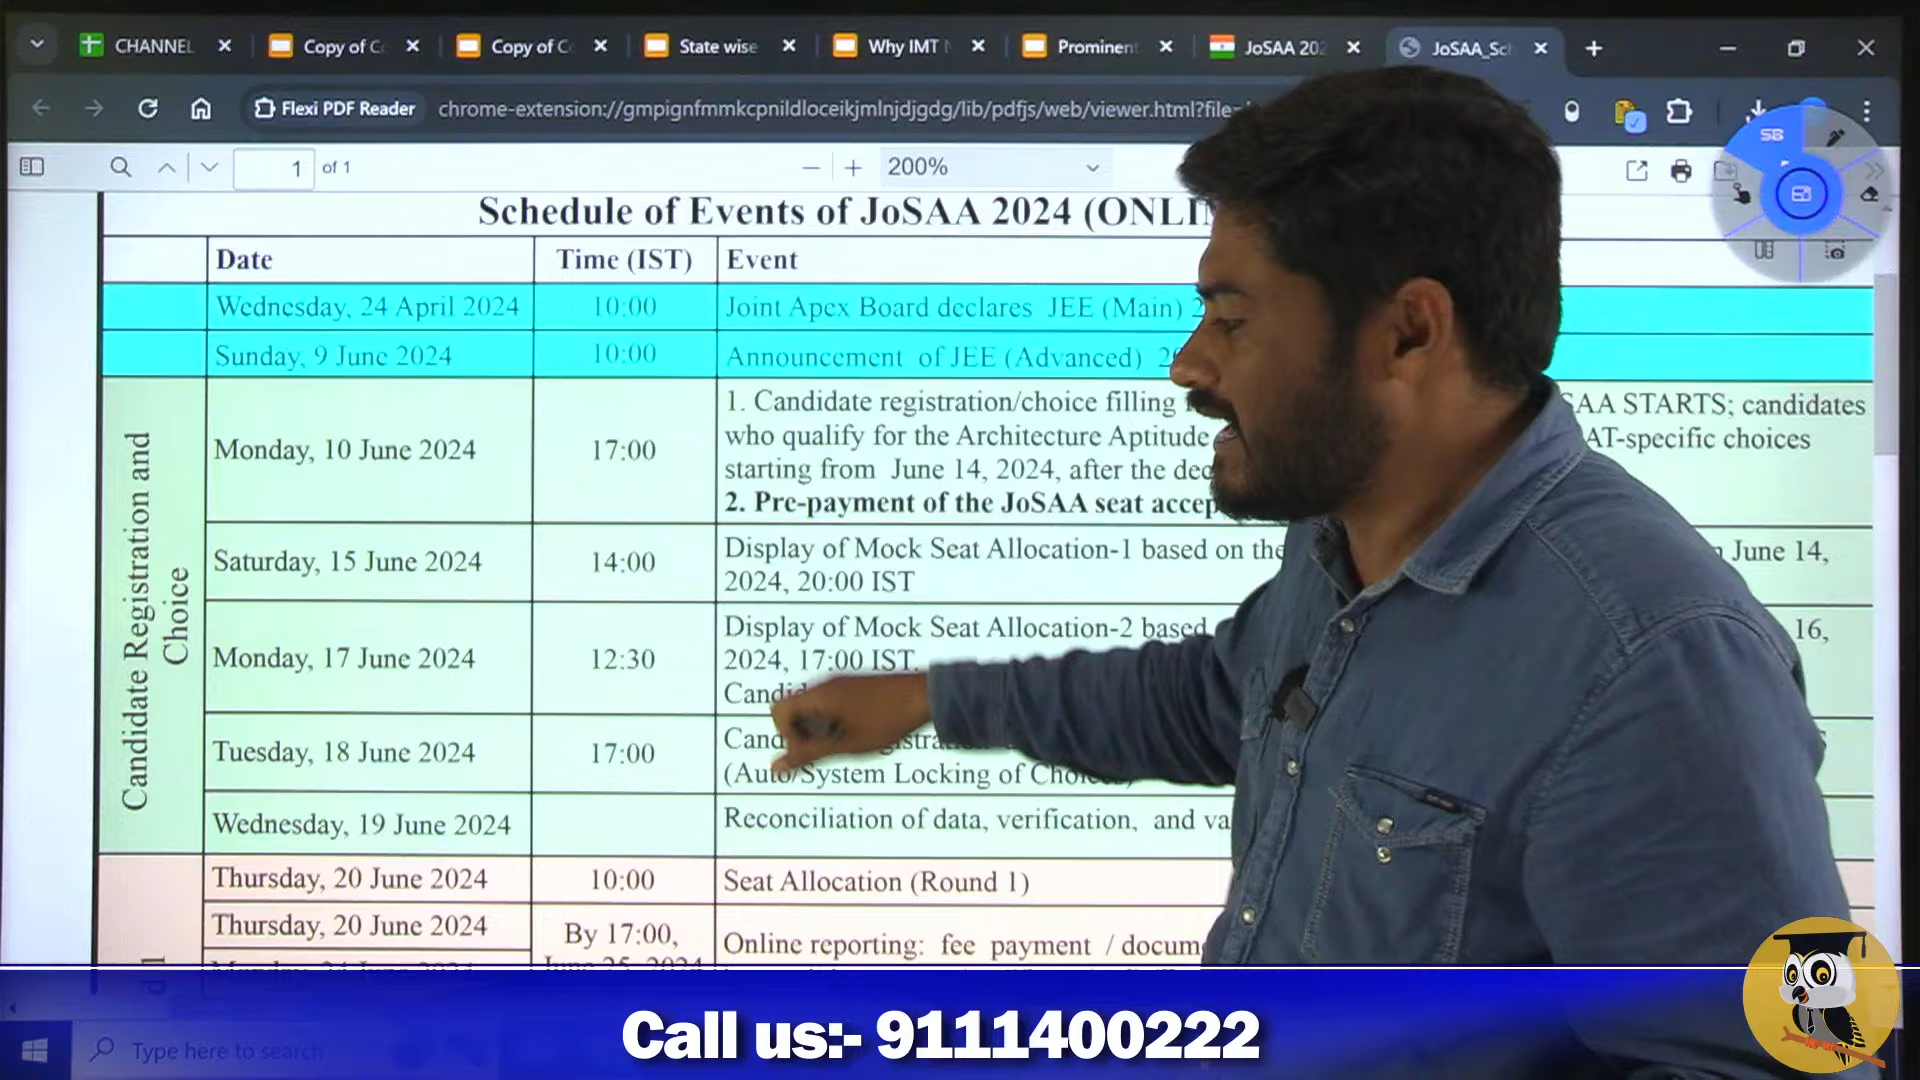 CHANNEL
Copy of C
Copy of C
State wise
Why IMT
Prominent
JoSAA 202
JoSAA_Sc
Flexi PDF Reader
chrome-extension://gmpignfmmkcpnildloceikjmlnjdjgdg/lib/pdfjs/web/viewer.html?file=
SB
1 of 1
200%
Schedule of Events of JoSAA 2024 (ONLIN
Date Time (IST) Event
Wednesday, 24 April 2024 10:00 Joint Apex Board declares JEE (Main) 2
Sunday, 9 June 2024 10:00 Announcement of JEE (Advanced) 20
Candidate Registration and
Choice
Monday, 10 June 2024 17:00
1. Candidate registration/choice filling SAA STARTS; candidates
who qualify for the Architecture Aptitude AT-specific choices
starting from June 14, 2024, after the dec
2. Pre-payment of the JoSAA seat accep
Saturday, 15 June 2024 14:00
Display of Mock Seat Allocation-1 based on the June 14,
2024, 20:00 IST
Monday, 17 June 2024 12:30
Display of Mock Seat Allocation-2 based 16,
2024, 17:00 IST.
Candid
Tuesday, 18 June 2024 17:00
Cand
(Auto/System Locking of Choices)
Wednesday, 19 June 2024 Reconciliation of data, verification, and va
Thursday, 20 June 2024 10:00 Seat Allocation (Round 1)
Thursday, 20 June 2024
By 17:00,
Online reporting: fee payment / docum
Call us:- 9111400222
Type here to search